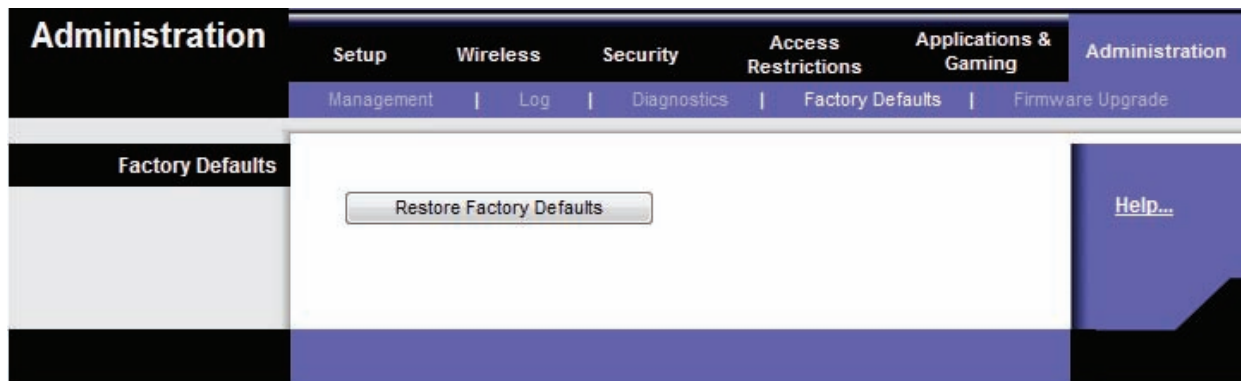 Administration
Setup
Wireless
Security
Access
Restrictions
Applications &
Gaming
Administration
Management | Log | Diagnostics | Factory Defaults | Firmware Upgrade
Factory Defaults
Restore Factory Defaults
Help...